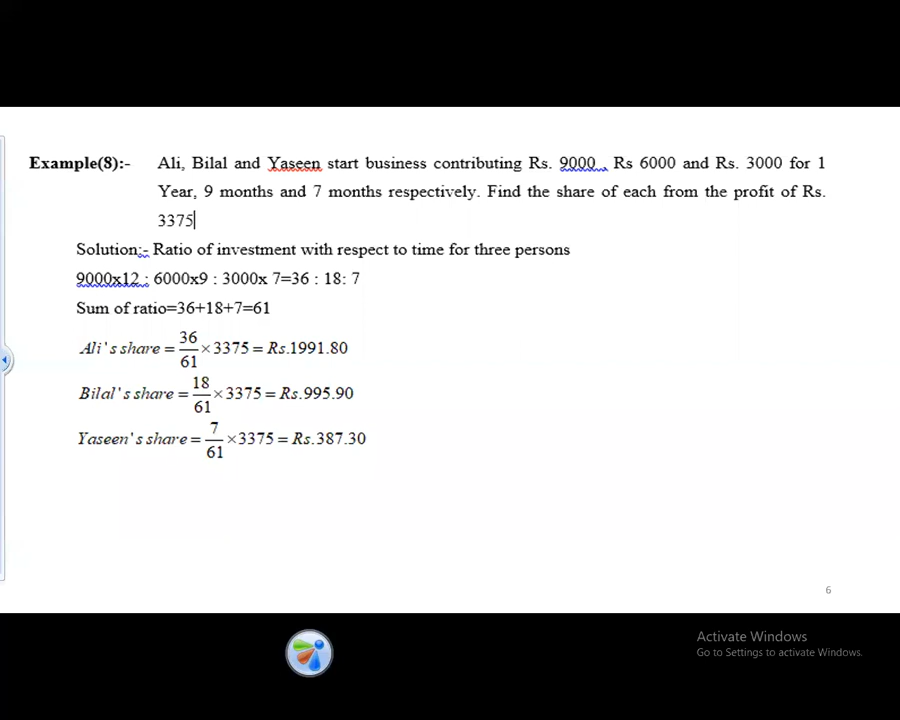 Example(8):- Ali, Bilal and Yaseen start business contributing Rs. 9000 , Rs 6000 and Rs. 3000 for 1
Year, 9 months and 7 months respectively. Find the share of each from the profit of Rs.
3375
Solution:- Ratio of investment with respect to time for three persons
9000x12 : 6000x9 : 3000x 7=36 : 18: 7
Sum of ratio=36+18+7=61
Ali's share = 36/61 × 3375 = Rs.1991.80
Bilal's share = 18/61 × 3375 = Rs.995.90
Yaseen's share = 7/61 × 3375 = Rs.387.30
6
Activate Windows
Go to Settings to activate Windows.